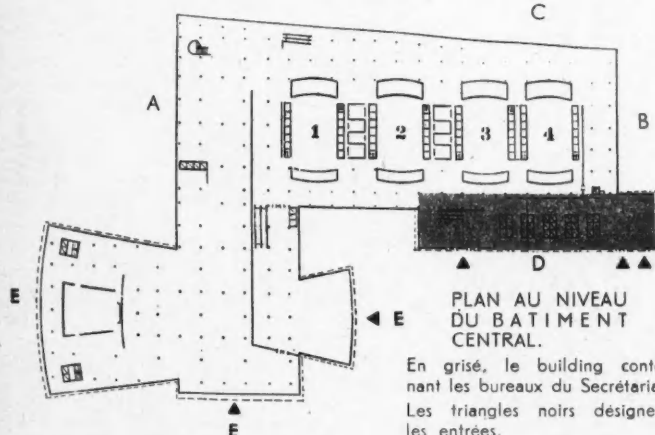 C
A
B
1 2 3 4
D
E
E
E
PLAN AU NIVEAU
DU BATIMENT
CENTRAL.
En grisé, le building conte
nant les bureaux du Secrétaria
Les triangles noirs désigne
les entrées.